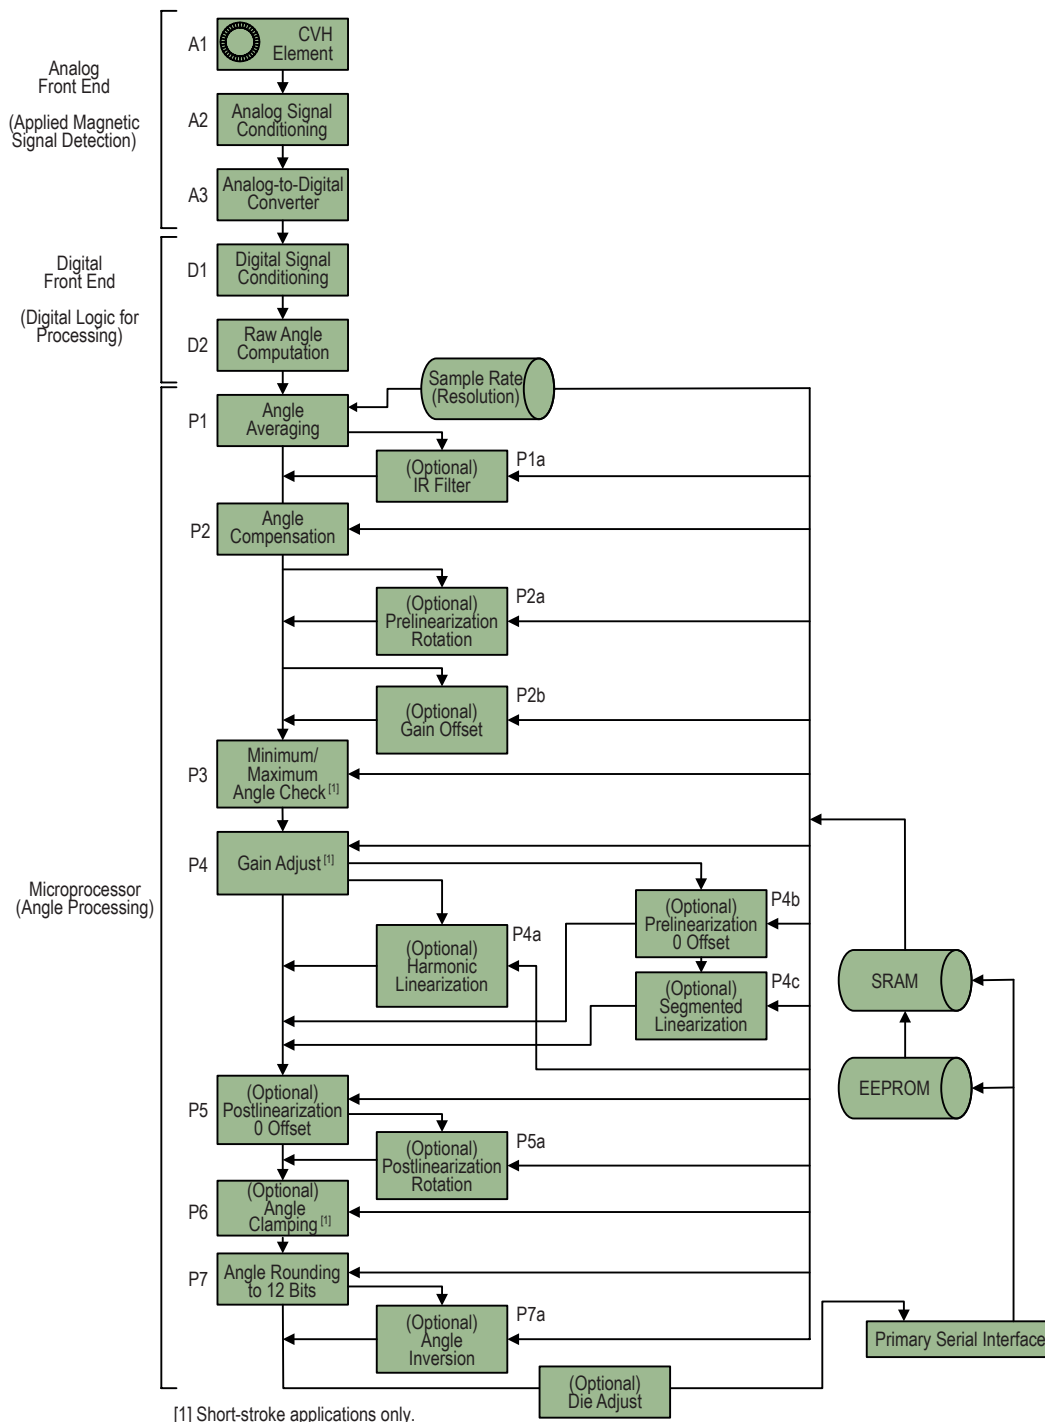 Analog
Front End
(Applied Magnetic
Signal Detection)
A1
CVH
Element
A2
Analog Signal
Conditioning
A3
Analog-to-Digital
Converter
Digital
Front End
(Digital Logic for
Processing)
D1
Digital Signal
Conditioning
D2
Raw Angle
Computation
Sample Rate
(Resolution)
Microprocessor
(Angle Processing)
P1
Angle
Averaging
(Optional)
IR Filter
P1a
P2
Angle
Compensation
(Optional)
Prelinearization
Rotation
P2a
(Optional)
Gain Offset
P2b
P3
Minimum/
Maximum
Angle Check [1]
P4
Gain Adjust [1]
(Optional)
Harmonic
Linearization
P4a
(Optional)
Prelinearization
0 Offset
P4b
(Optional)
Segmented
Linearization
P4c
SRAM
EEPROM
P5
(Optional)
Postlinearization
0 Offset
(Optional)
Postlinearization
Rotation
P5a
P6
(Optional)
Angle
Clamping [1]
P7
Angle Rounding
to 12 Bits
(Optional)
Angle
Inversion
P7a
Primary Serial Interface
(Optional)
Die Adjust
[1] Short-stroke applications only.